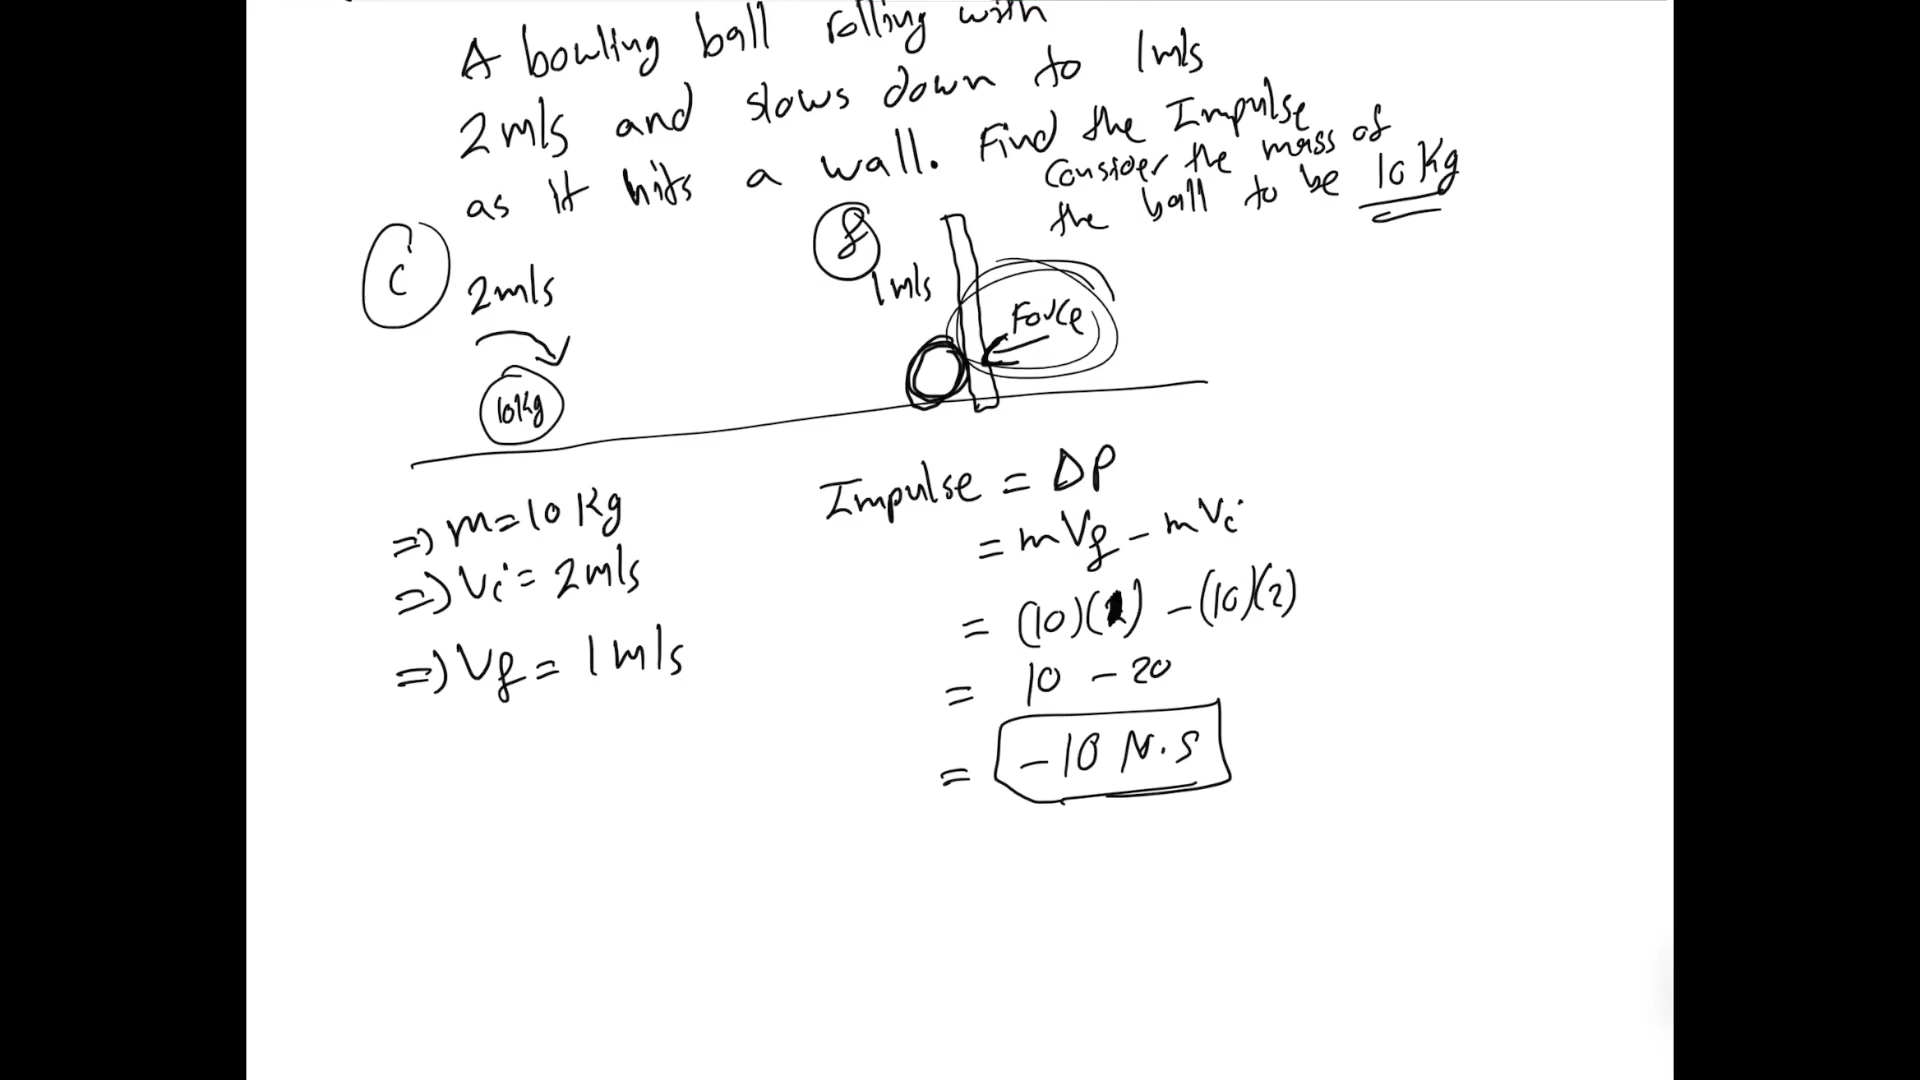 A bowling ball rolling with
2m/s and slows down to 1m/s
as it hits a wall. Find the Impulse
Consider the mass of
the ball to be 10 Kg
i
2m/s
f
1m/s
Force
10Kg
=> m = 10 Kg
=> Vi = 2m/s
=> Vf = 1m/s
Impulse = ΔP
= mVf - mVi
= (10)(1) - (10)(2)
= 10 - 20
= -10 N.S